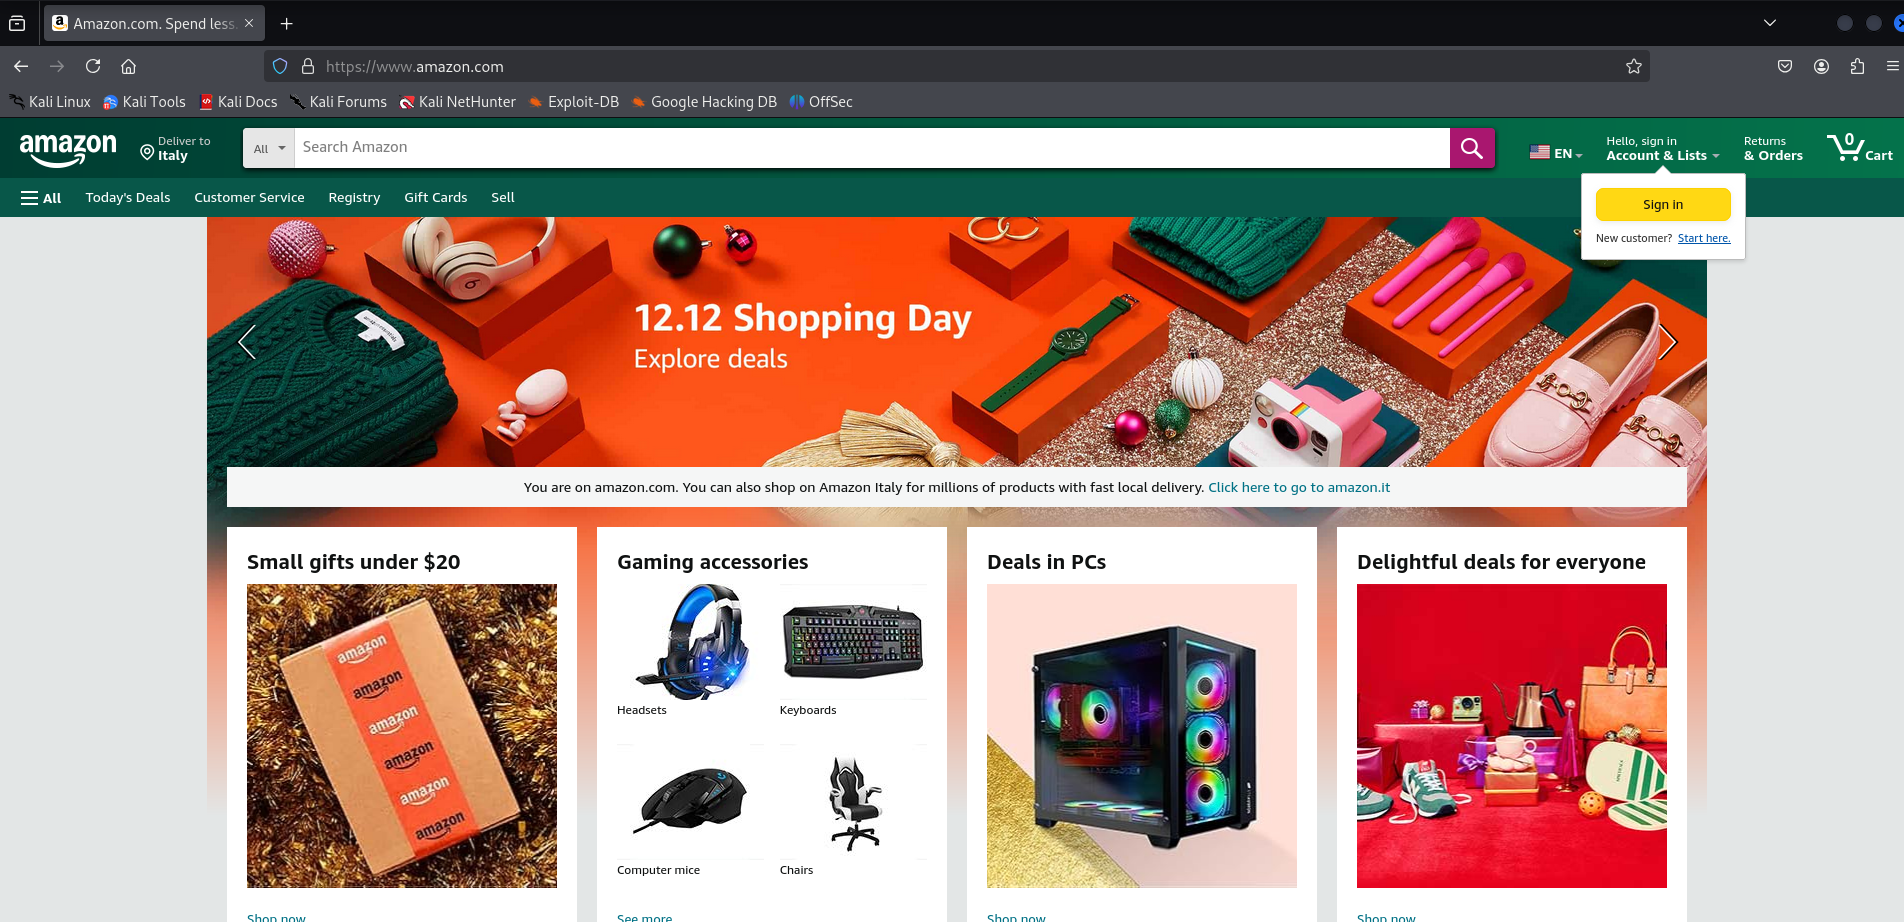 Amazon.com. Spend less.
https://www.amazon.com
Kali Linux Kali Tools Kali Docs Kali Forums Kali NetHunter Exploit-DB Google Hacking DB OffSec
amazon
Deliver to
Italy
All
Search Amazon
EN
Hello, sign in
Account & Lists
Returns
& Orders
0
Cart
All Today's Deals Customer Service Registry Gift Cards Sell
Sign in
New customer? Start here.
12.12 Shopping Day
Explore deals
You are on amazon.com. You can also shop on Amazon Italy for millions of products with fast local delivery. Click here to go to amazon.it
Small gifts under $20
amazon
amazon
amazon
amazon
amazon
amazon
Shop now
Gaming accessories
Headsets
Keyboards
Computer mice
Chairs
See more
Deals in PCs
Shop now
Delightful deals for everyone
Shop now